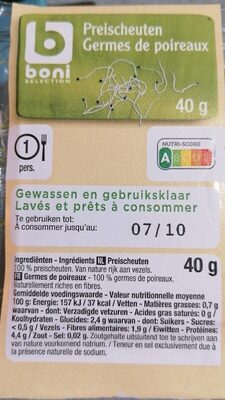 boni
SELECTION
Preischeuten
Germes de poireaux
40 g
1
pers.
NUTRI-SCORE
A
Gewassen en gebruiksklaar
Lavés et prêts à consommer
Te gebruiken tot:
A consommer jusqu'au:
07/10
Ingrediënten - Ingrédients NL Preischeuten
100 % preischeuten. Van nature rijk aan vezels.
40 g
FR Germes de poireaux - 100 % germes de poireaux.
Naturellement riches en fibres.
Gemiddelde voedingswaarde - Valeur nutritionnelle moyenne
100 g: Energie: 157 kJ / 37 kcal / Vetten - Matières grasses: 0,7 g
waarvan - dont: Verzadigde vetzuren - Acides gras saturés: 0 g /
Koolhydraten - Glucides: 2,4 g waarvan - dont: Suikers - Sucres:
< 0,5 g / Vezels - Fibres alimentaires: 1,9 g / Eiwitten - Protéines:
4,4 g / Zout - Sel: 0,02 g. Zoutgehalte uitsluitend toe te schrijven aan
van nature voorkomend natrium. / Teneur en sel exclusivement due à
la présence naturelle de sodium.